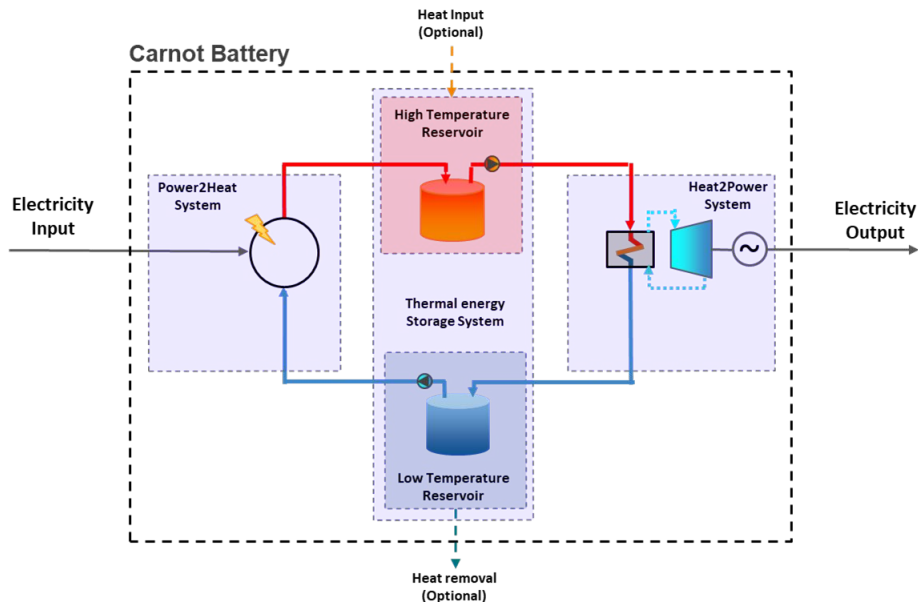 Heat Input
(Optional)
Carnot Battery
High Temperature
Reservoir
Power2Heat
System
Heat2Power
System
Electricity
Input
Electricity
Output
~
Thermal energy
Storage System
Low Temperature
Reservoir
Heat removal
(Optional)